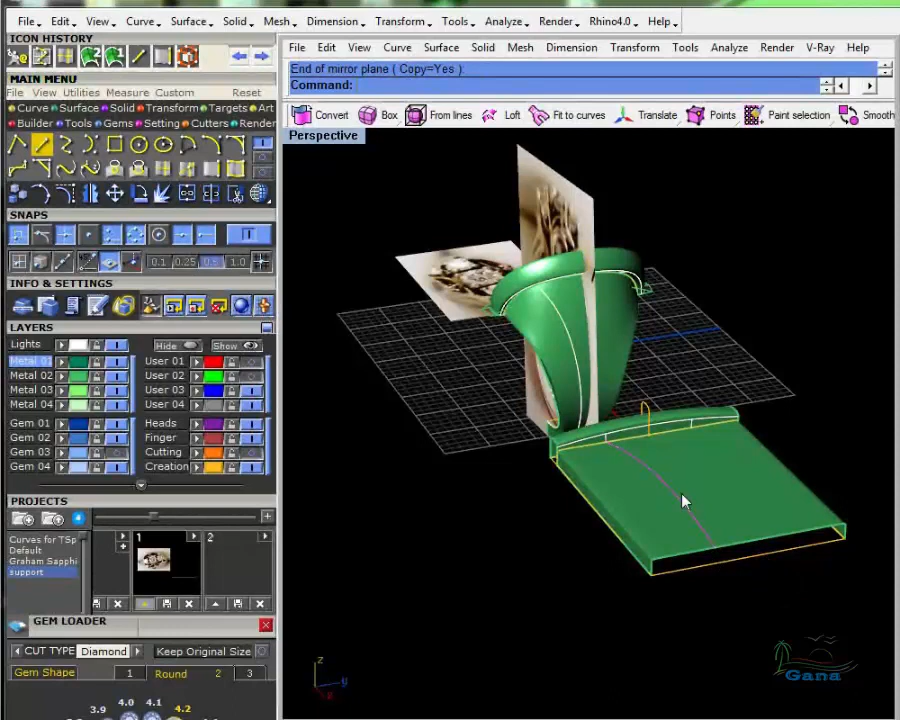 File Edit View Curve Surface Solid Mesh Dimension Transform Tools Analyze Render Rhino4.0 Help
ICON HISTORY
MAIN MENU
File View Utilities Measure Custom Reset
Curve Surface Solid Transform Targets Art
Builder Tools Gems Setting Cutters Render
SNAPS
0.1 0.25 0.5 1.0
INFO & SETTINGS
LAYERS
Lights Hide Show
Metal 01 User 01
Metal 02 User 02
Metal 03 User 03
Metal 04 User 04
Gem 01 Heads
Gem 02 Finger
Gem 03 Cutting
Gem 04 Creation
PROJECTS
Curves for TSp
Default
Graham Sapphi
support
1 2
GEM LOADER
CUT TYPE Diamond Keep Original Size
Gem Shape 1 Round 2 3
3.9 4.0 4.1 4.2
File Edit View Curve Surface Solid Mesh Dimension Transform Tools Analyze Render V-Ray Help
End of mirror plane ( Copy=Yes ):
Command:
Convert Box From lines Loft Fit to curves Translate Points Paint selection Smooth
Perspective
z
y
x
Gana